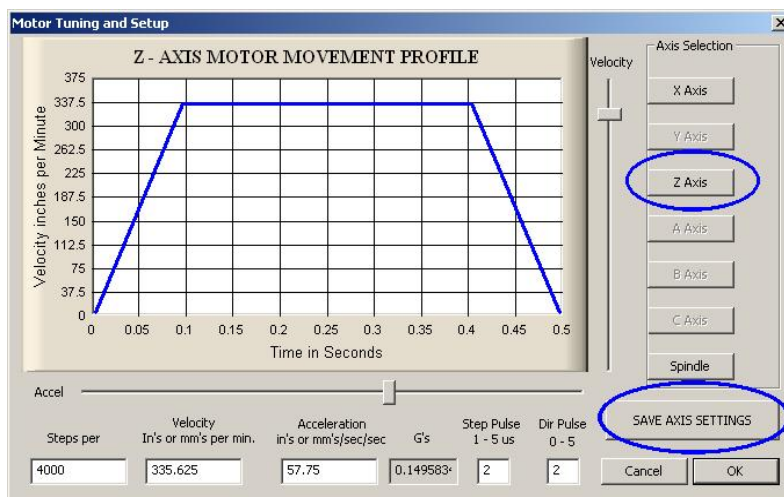 Motor Tuning and Setup
Z - AXIS MOTOR MOVEMENT PROFILE
Velocity inches per Minute
375
337.5
300
262.5
225
187.5
150
112.5
75
37.5
0
0 0.05 0.1 0.15 0.2 0.25 0.3 0.35 0.4 0.45 0.5
Time in Seconds
Velocity
Axis Selection
X Axis
Y Axis
Z Axis
A Axis
B Axis
C Axis
Spindle
Accel
SAVE AXIS SETTINGS
Steps per
Velocity
In's or mm's per min.
Acceleration
in's or mm's/sec/sec
G's
Step Pulse
1 - 5 us
Dir Pulse
0 - 5
4000
335.625
57.75
0.149583
2
2
Cancel
OK